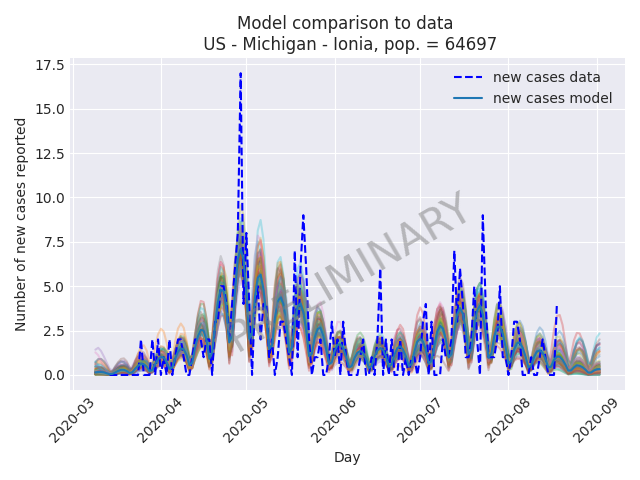 Model comparison to data
US - Michigan - Ionia, pop. = 64697
17.5
15.0
12.5
10.0
7.5
5.0
2.5
0.0
Number of new cases reported
new cases data
new cases model
PRELIMINARY
2020-03
2020-04
2020-05
2020-06
2020-07
2020-08
2020-09
Day